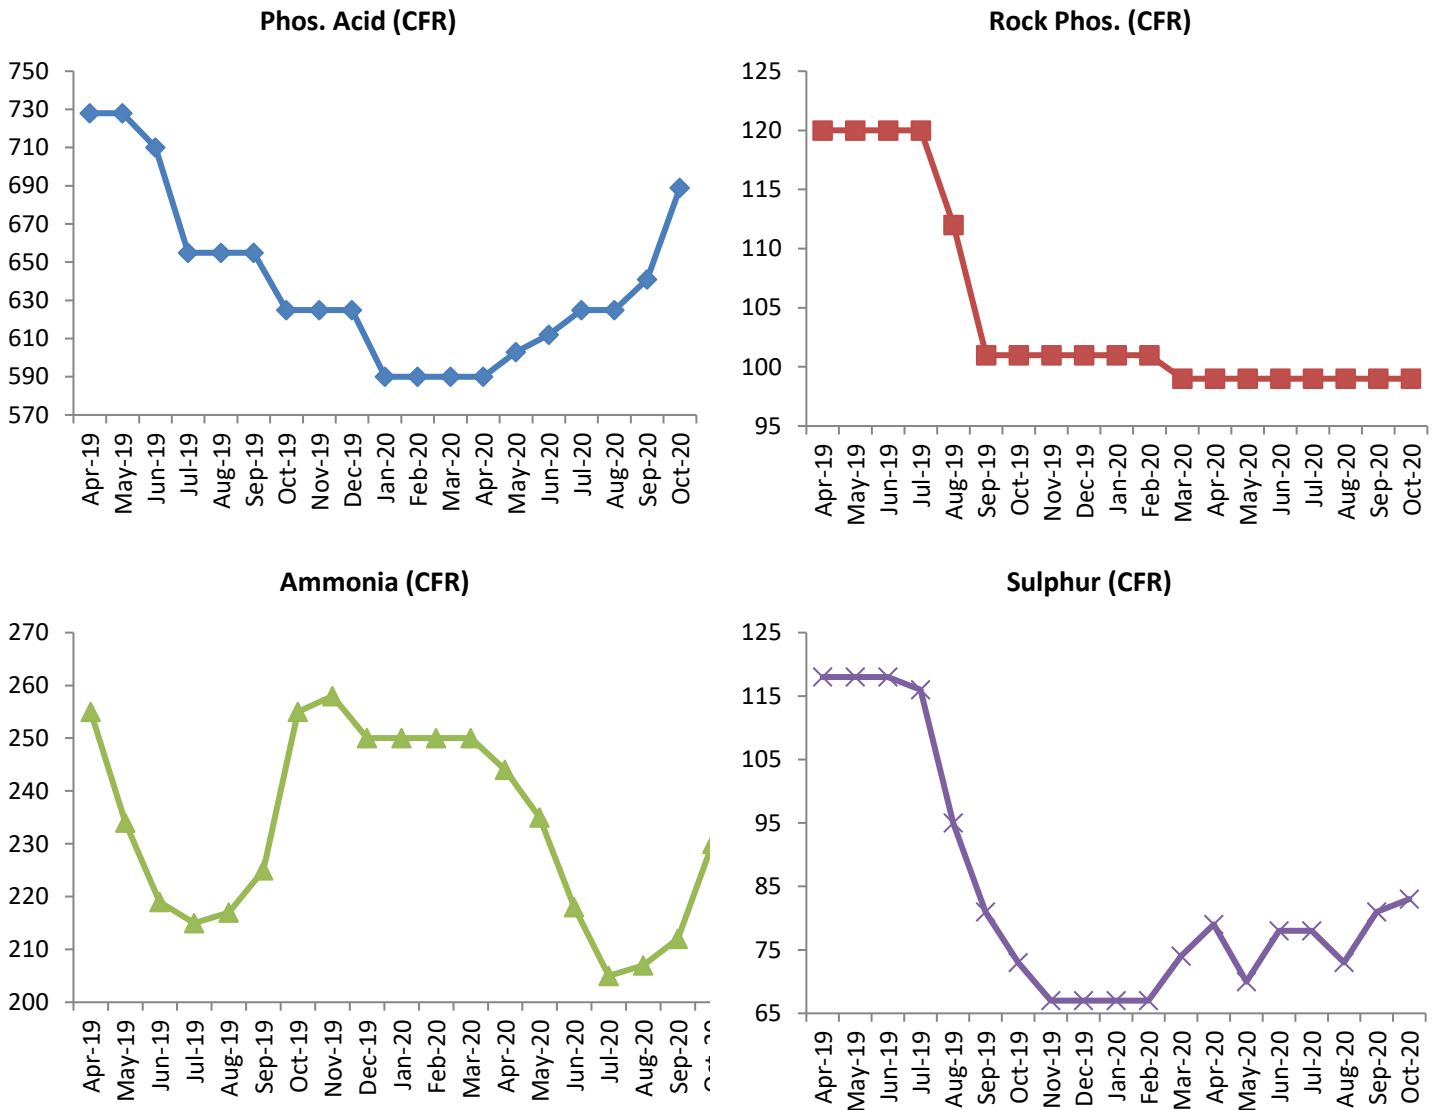 Phos. Acid (CFR)
750
730
710
690
670
650
630
610
590
570
Apr-19
May-19
Jun-19
Jul-19
Aug-19
Sep-19
Oct-19
Nov-19
Dec-19
Jan-20
Feb-20
Mar-20
Apr-20
May-20
Jun-20
Jul-20
Aug-20
Sep-20
Oct-20
Rock Phos. (CFR)
125
120
115
110
105
100
95
Apr-19
May-19
Jun-19
Jul-19
Aug-19
Sep-19
Oct-19
Nov-19
Dec-19
Jan-20
Feb-20
Mar-20
Apr-20
May-20
Jun-20
Jul-20
Aug-20
Sep-20
Oct-20
Ammonia (CFR)
270
260
250
240
230
220
210
200
Apr-19
May-19
Jun-19
Jul-19
Aug-19
Sep-19
Oct-19
Nov-19
Dec-19
Jan-20
Feb-20
Mar-20
Apr-20
May-20
Jun-20
Jul-20
Aug-20
Sep-20
Sulphur (CFR)
125
115
105
95
85
75
65
Apr-19
May-19
Jun-19
Jul-19
Aug-19
Sep-19
Oct-19
Nov-19
Dec-19
Jan-20
Feb-20
Mar-20
Apr-20
May-20
Jun-20
Jul-20
Aug-20
Sep-20
Oct-20